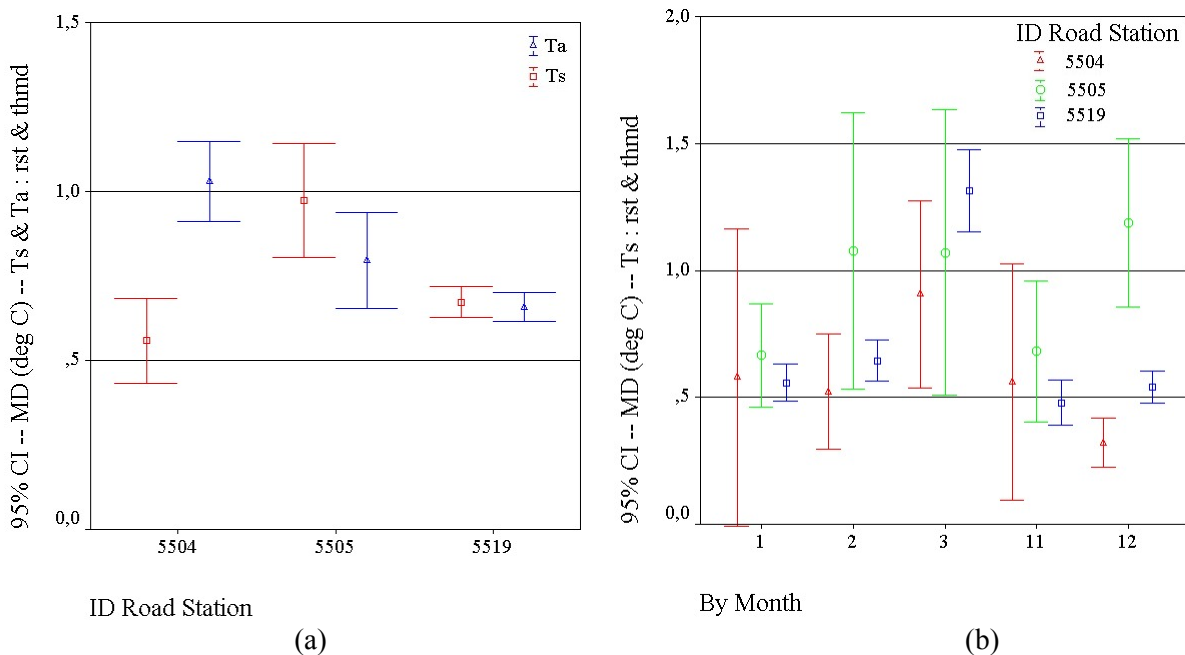 95% CI -- MD (deg C) -- Ts & Ta : rst & thmd
1,5
1,0
,5
0,0
Ta
Ts
5504
5505
5519
ID Road Station
(a)
95% CI -- MD (deg C) -- Ts : rst & thmd
2,0
1,5
1,0
,5
0,0
ID Road Station
5504
5505
5519
1
2
3
11
12
By Month
(b)